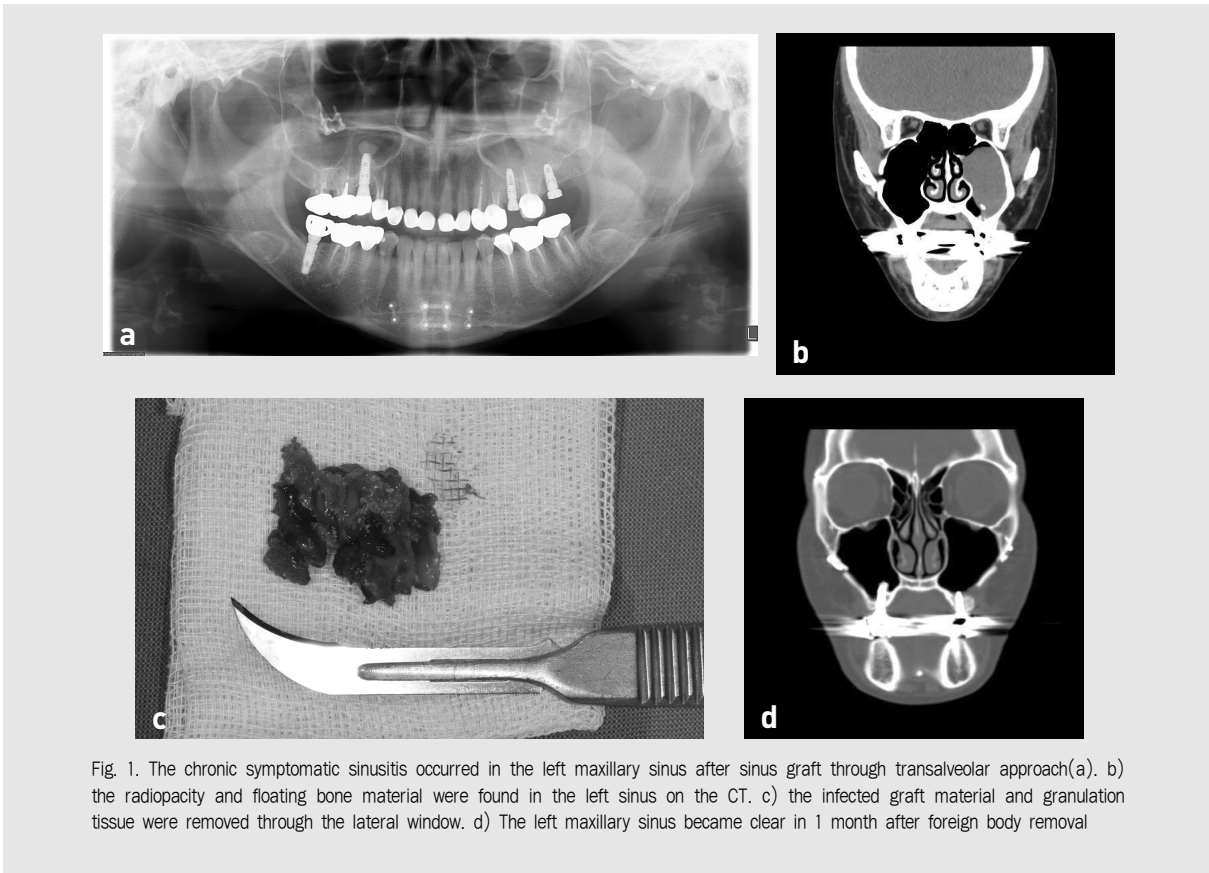 a
L
b
c
d
Fig. 1. The chronic symptomatic sinusitis occurred in the left maxillary sinus after sinus graft through transalveolar approach(a). b)
the radiopacity and floating bone material were found in the left sinus on the CT. c) the infected graft material and granulation
tissue were removed through the lateral window. d) The left maxillary sinus became clear in 1 month after foreign body removal